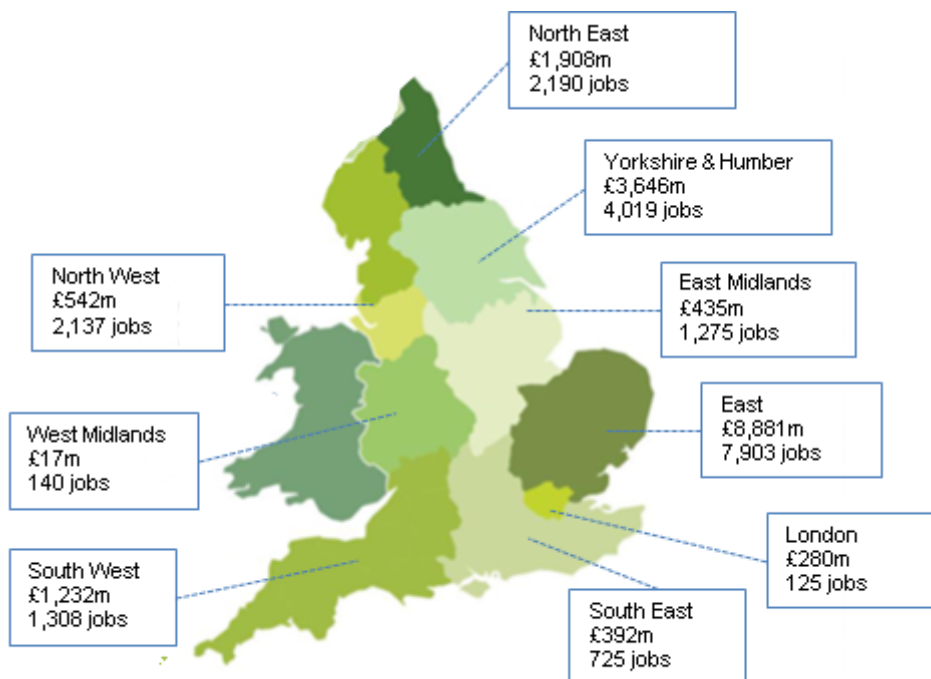 North East
£1,908m
2,190 jobs
Yorkshire & Humber
£3,646m
4,019 jobs
North West
£542m
2,137 jobs
East Midlands
£435m
1,275 jobs
East
£8,881m
7,903 jobs
West Midlands
£17m
140 jobs
London
£280m
125 jobs
South West
£1,232m
1,308 jobs
South East
£392m
725 jobs